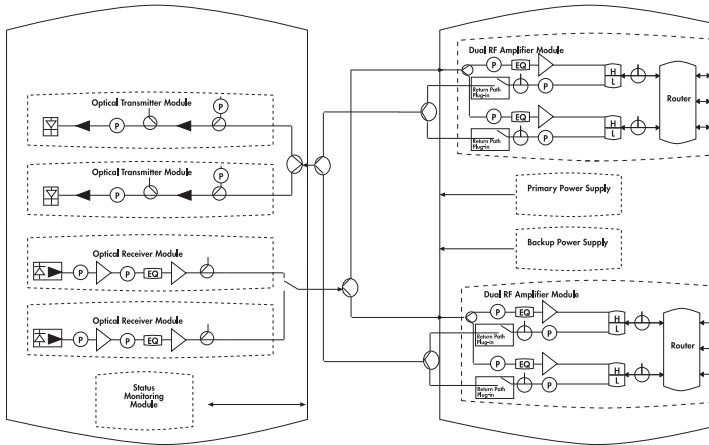 Optical Transmitter Module
P
P
Optical Transmitter Module
P
P
Optical Receiver Module
P
P
EQ
Optical Receiver Module
P
P
EQ
Status
Monitoring
Module
Dual RF Amplifier Module
P
EQ
H
L
Return Path
Plug-in
P
Router
P
EQ
H
L
Return Path
Plug-in
P
Primary Power Supply
Backup Power Supply
Dual RF Amplifier Module
P
EQ
H
L
Return Path
Plug-in
P
Router
P
EQ
H
L
Return Path
Plug-in
P